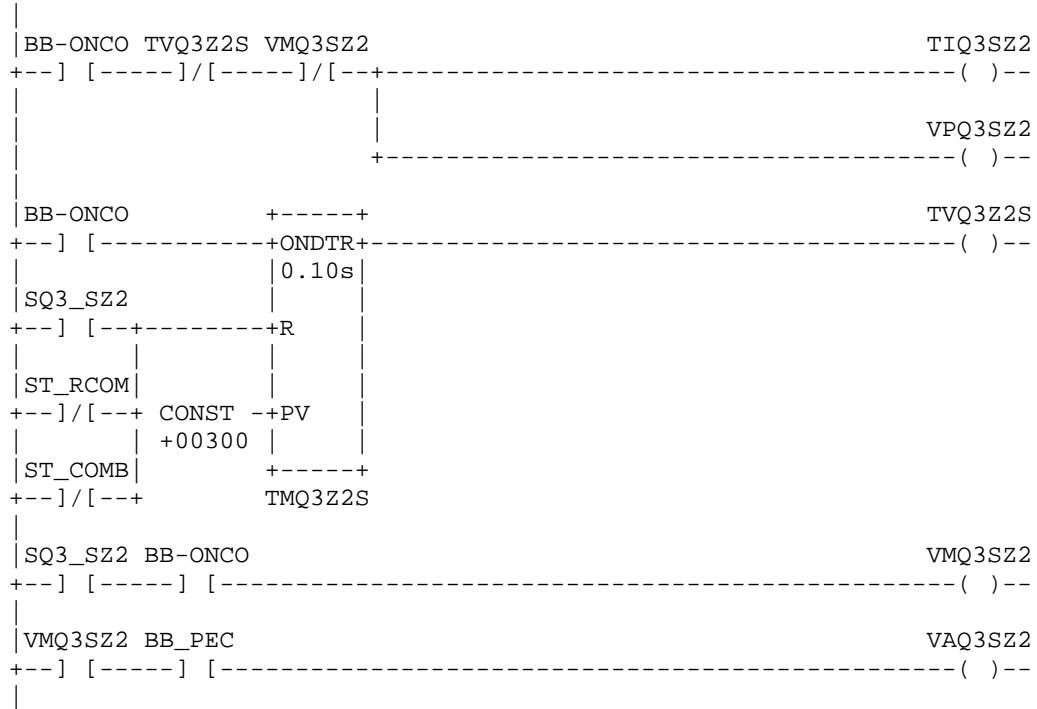 BB-ONCO TVQ3Z2S VMQ3SZ2 TIQ3SZ2
+--] [-----]/[-----]/[--+--------------------------------------( )--
VPQ3SZ2
+--------------------------------------( )--
BB-ONCO +-----+ TVQ3Z2S
+--] [-----------+ONDTR+---------------------------------------( )--
|0.10s|
SQ3_SZ2
+--] [--+--------+R
ST_RCOM
+--]/[--+ CONST -+PV
+00300
ST_COMB +-----+
+--]/[--+ TMQ3Z2S
SQ3_SZ2 BB-ONCO VMQ3SZ2
+--] [-----] [-------------------------------------------------( )--
VMQ3SZ2 BB_PEC VAQ3SZ2
+--] [-----] [-------------------------------------------------( )--